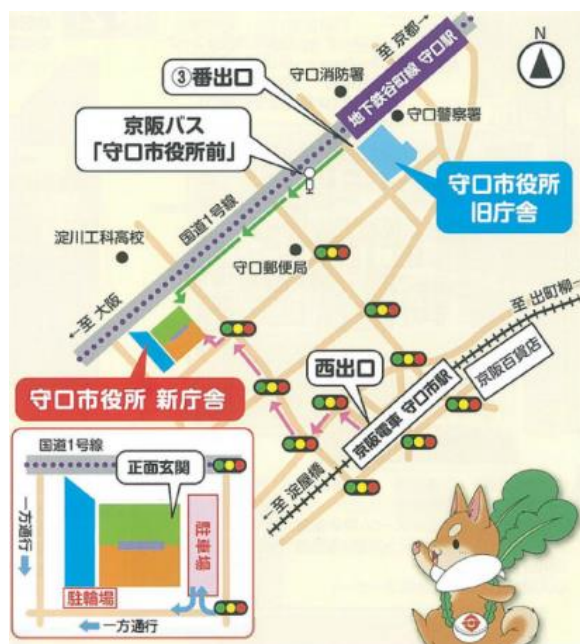 至 京都→
N
守口消防署
③番出口
地下鉄谷町線 守口駅
京阪バス
「守口市役所前」
守口警察署
守口市役所
旧庁舎
国道1号線
淀川工科高校
守口郵便局
←至 大阪
至 出町柳→
西出口
京阪百貨店
守口市役所 新庁舎
京阪電車 守口市駅
←至 淀屋橋
国道1号線
正面玄関
一方通行
駐車場
駐輪場
一方通行